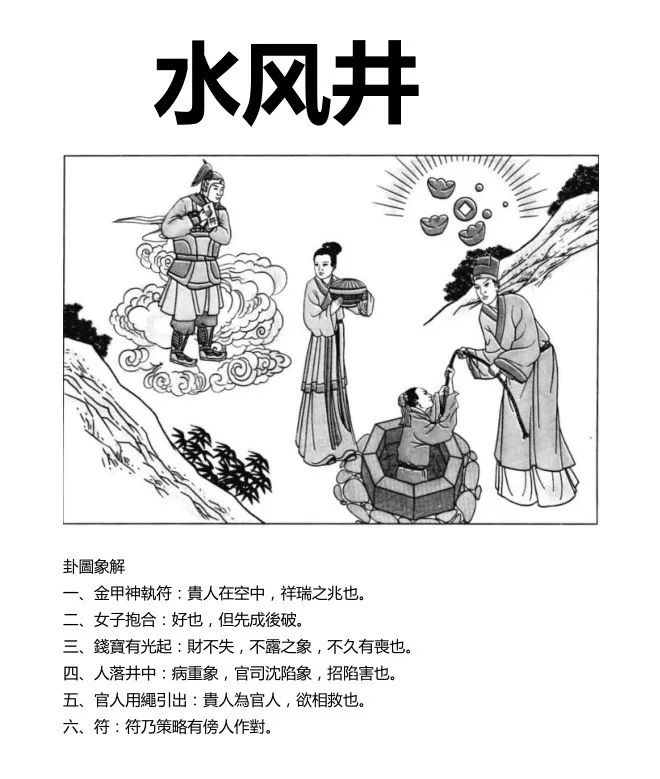 水风井
卦圖象解
一、金甲神執符：貴人在空中，祥瑞之兆也。
二、女子抱合：好也，但先成後破。
三、錢寶有光起：財不失，不露之象，不久有喪也。
四、人落井中：病重象，官司沈陷象，招陷害也。
五、官人用繩引出：貴人為官人，欲相救也。
六、符：符乃策略有傍人作對。